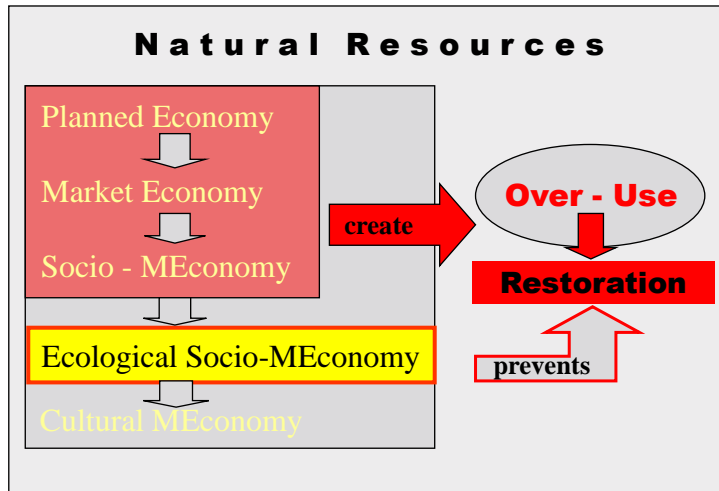 Natural Resources
Planned Economy
Market Economy
Socio - MEconomy
Ecological Socio-MEconomy
Cultural MEconomy
create
Over - Use
Restoration
prevents